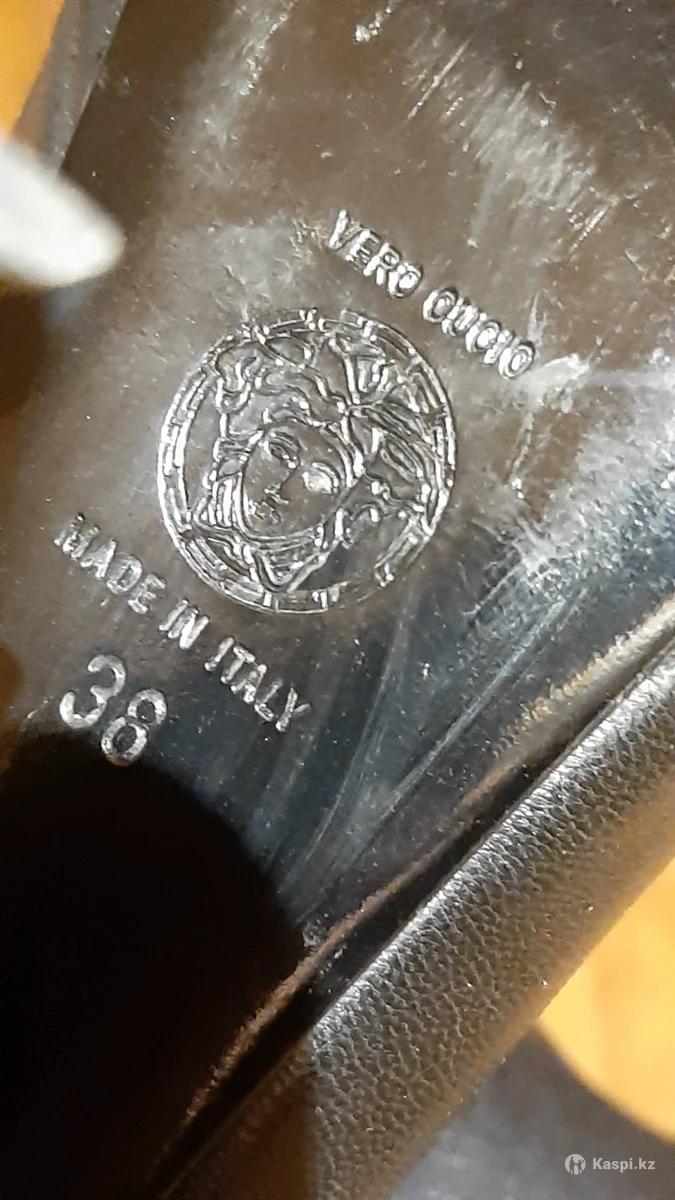 VERO CUOIO
MADE IN ITALY
38
Kaspi.kz